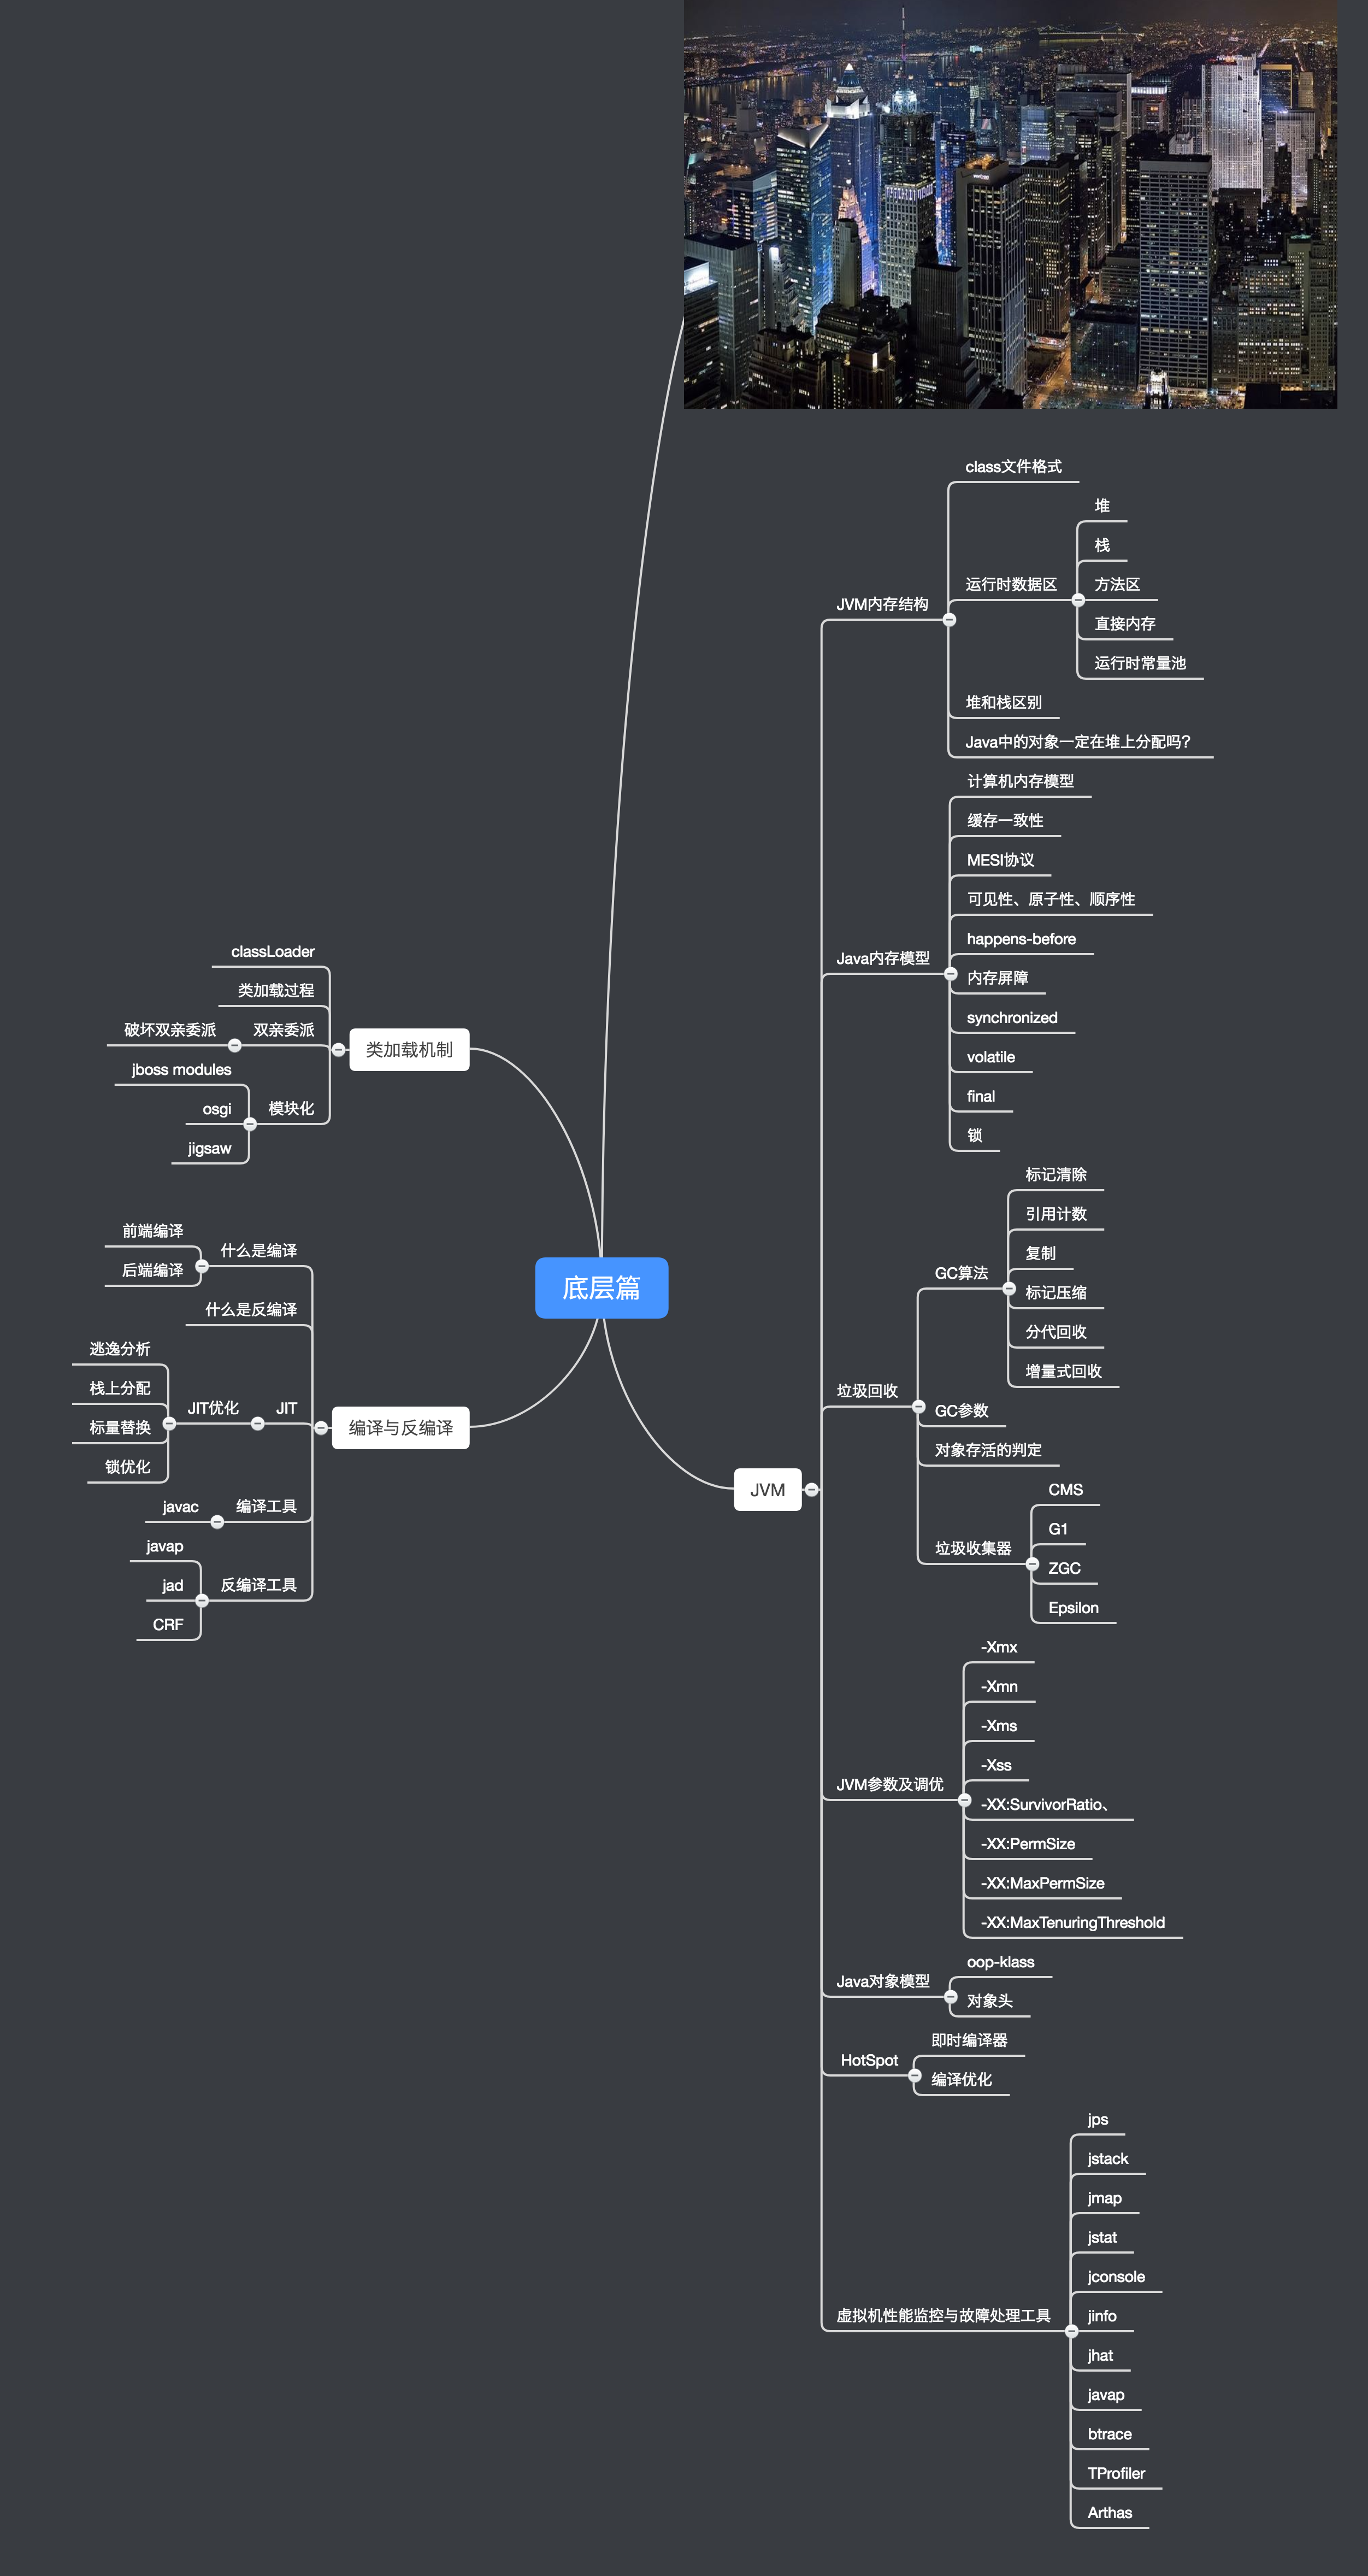 底层篇
JVM
JVM内存结构
class文件格式
运行时数据区
堆
栈
方法区
直接内存
运行时常量池
堆和栈区别
Java中的对象一定在堆上分配吗?
Java内存模型
计算机内存模型
缓存一致性
MESI协议
可见性、原子性、顺序性
happens-before
内存屏障
synchronized
volatile
final
锁
垃圾回收
GC算法
标记清除
引用计数
复制
标记压缩
分代回收
增量式回收
GC参数
对象存活的判定
垃圾收集器
CMS
G1
ZGC
Epsilon
JVM参数及调优
-Xmx
-Xmn
-Xms
-Xss
-XX:SurvivorRatio、
-XX:PermSize
-XX:MaxPermSize
-XX:MaxTenuringThreshold
Java对象模型
oop-klass
对象头
HotSpot
即时编译器
编译优化
虚拟机性能监控与故障处理工具
jps
jstack
jmap
jstat
jconsole
jinfo
jhat
javap
btrace
TProfiler
Arthas
类加载机制
classLoader
类加载过程
双亲委派
破坏双亲委派
模块化
jboss modules
osgi
jigsaw
编译与反编译
什么是编译
前端编译
后端编译
什么是反编译
JIT
JIT优化
逃逸分析
栈上分配
标量替换
锁优化
编译工具
javac
反编译工具
javap
jad
CRF